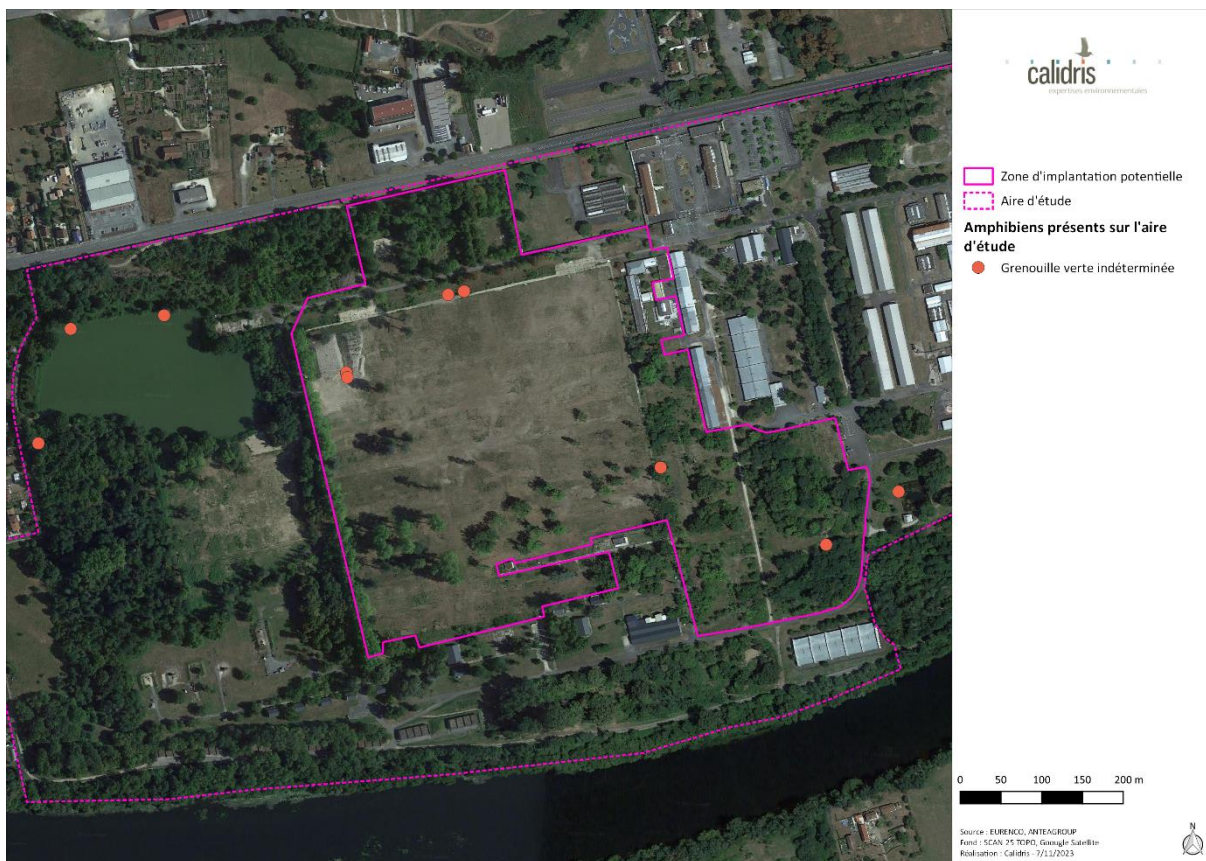 calidris
expertises environnementales
Zone d'implantation potentielle
Aire d'étude
Amphibiens présents sur l'aire
d'étude
Grenouille verte indéterminée
0 50 100 150 200 m
Source : EURENCO, ANTEAGROUP
Fond : SCAN 25 TOPO, Gooogle Satellite
Réalisation : Calidris - 7/11/2023
N